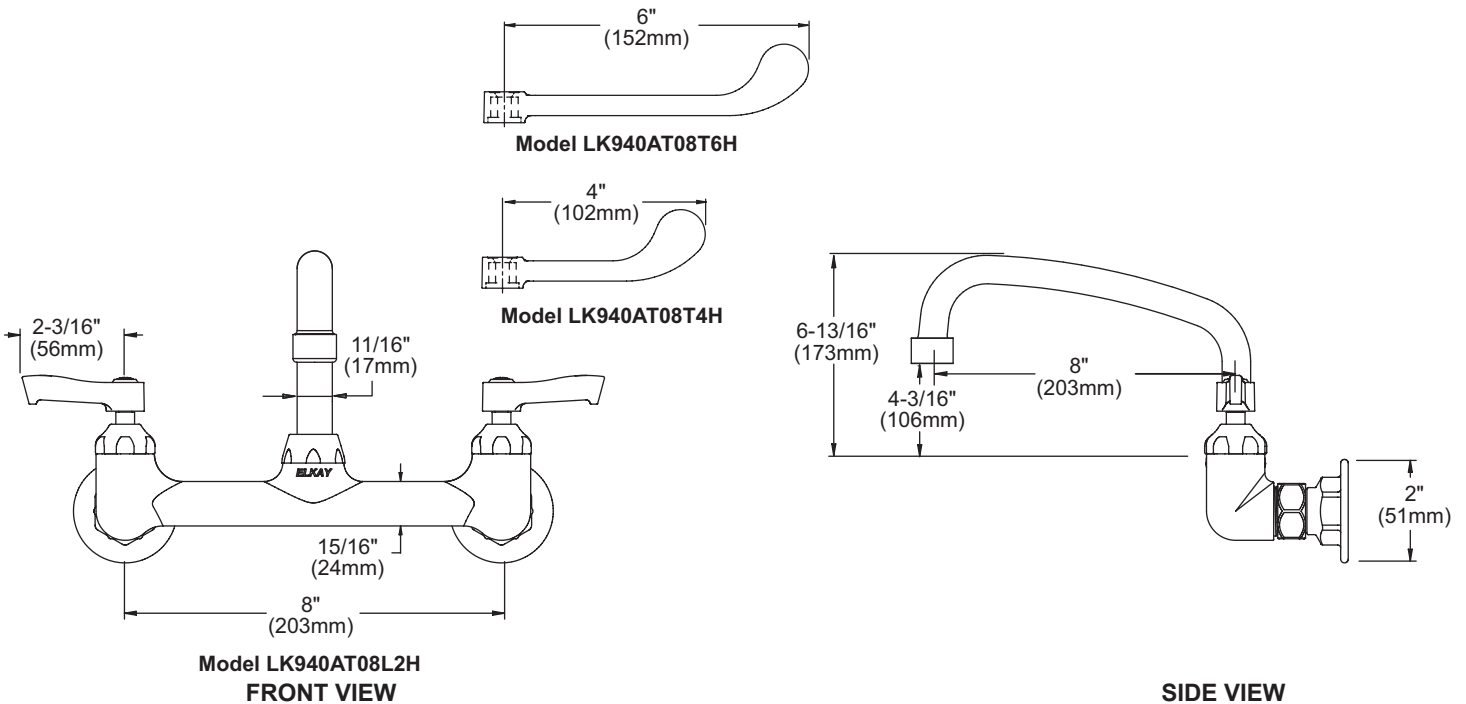 6"
(152mm)
Model LK940AT08T6H
4"
(102mm)
Model LK940AT08T4H
2-3/16"
(56mm)
11/16"
(17mm)
ELKAY
15/16"
(24mm)
8"
(203mm)
Model LK940AT08L2H
FRONT VIEW
6-13/16"
(173mm)
4-3/16"
(106mm)
8"
(203mm)
2"
(51mm)
SIDE VIEW